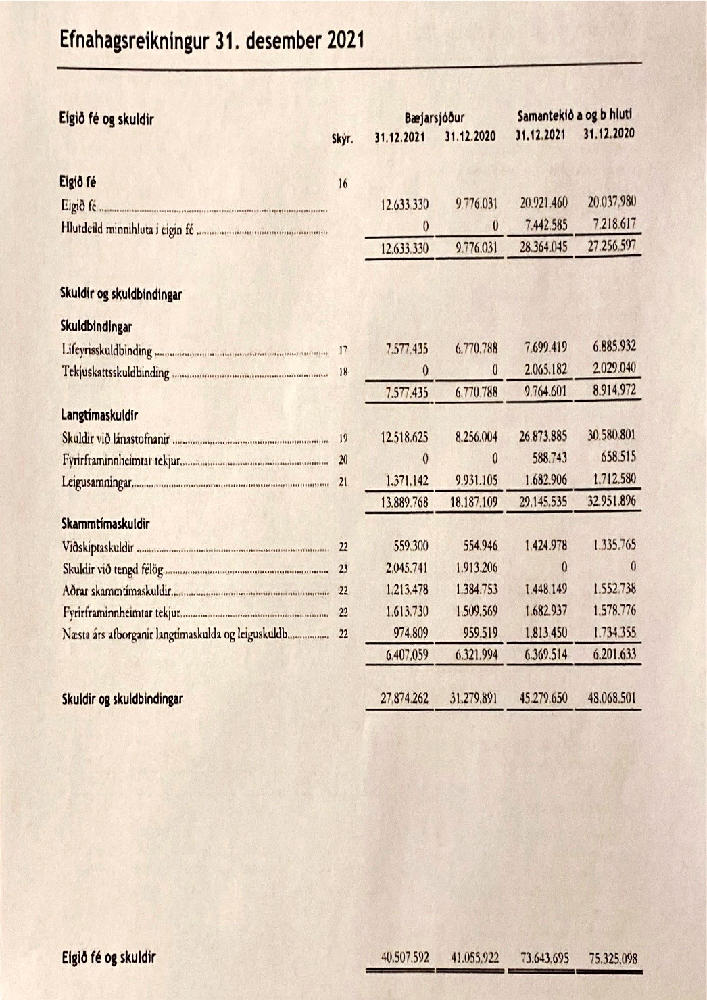 Efnahagsreikningur 31. desember 2021
Eigið fé og skuldir Bæjarsjóður Samantekið a og b hluti
Skýr. 31.12.2021 31.12.2020 31.12.2021 31.12.2020
Eigið fé 16
Eigið fé 12.633.330 9.776.031 20.921.460 20.037.980
Hlutdeild minnihluta í eigin fé 0 0 7.442.585 7.218.617
12.633.330 9.776.031 28.364.045 27.256.597
Skuldir og skuldbindingar
Skuldbindingar
Lífeyrisskuldbinding 17 7.577.435 6.770.788 7.699.419 6.885.932
Tekjuskattsskuldbinding 18 0 0 2.065.182 2.029.040
7.577.435 6.770.788 9.764.601 8.914.972
Langtímaskuldir
Skuldir við lánastofnanir 19 12.518.625 8.256.004 26.873.885 30.580.801
Fyrirframinnheimtar tekjur 20 0 0 588.743 658.515
Leigusamningar 21 1.371.142 9.931.105 1.682.906 1.712.580
13.889.768 18.187.109 29.145.535 32.951.896
Skammtímaskuldir
Viðskiptaskuldir 22 559.300 554.946 1.424.978 1.335.765
Skuldir við tengd félög 23 2.045.741 1.913.206 0 0
Aðrar skammtímaskuldir 22 1.213.478 1.384.753 1.448.149 1.552.738
Fyrirframinnheimtar tekjur 22 1.613.730 1.509.569 1.682.937 1.578.776
Næsta árs afborganir langtímaskulda og leiguskuldb. 22 974.809 959.519 1.813.450 1.734.355
6.407.059 6.321.994 6.369.514 6.201.633
Skuldir og skuldbindingar 27.874.262 31.279.891 45.279.650 48.068.501
Eigið fé og skuldir 40.507.592 41.055.922 73.643.695 75.325.098